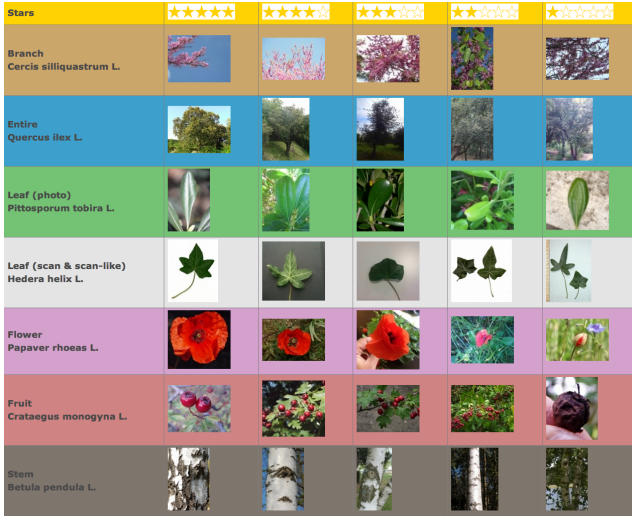 Stars
Branch
Cercis silliquastrum L.
Entire
Quercus ilex L.
Leaf (photo)
Pittosporum tobira L.
Leaf (scan & scan-like)
Hedera helix L.
Flower
Papaver rhoeas L.
Fruit
Crataegus monogyna L.
Stem
Betula pendula L.